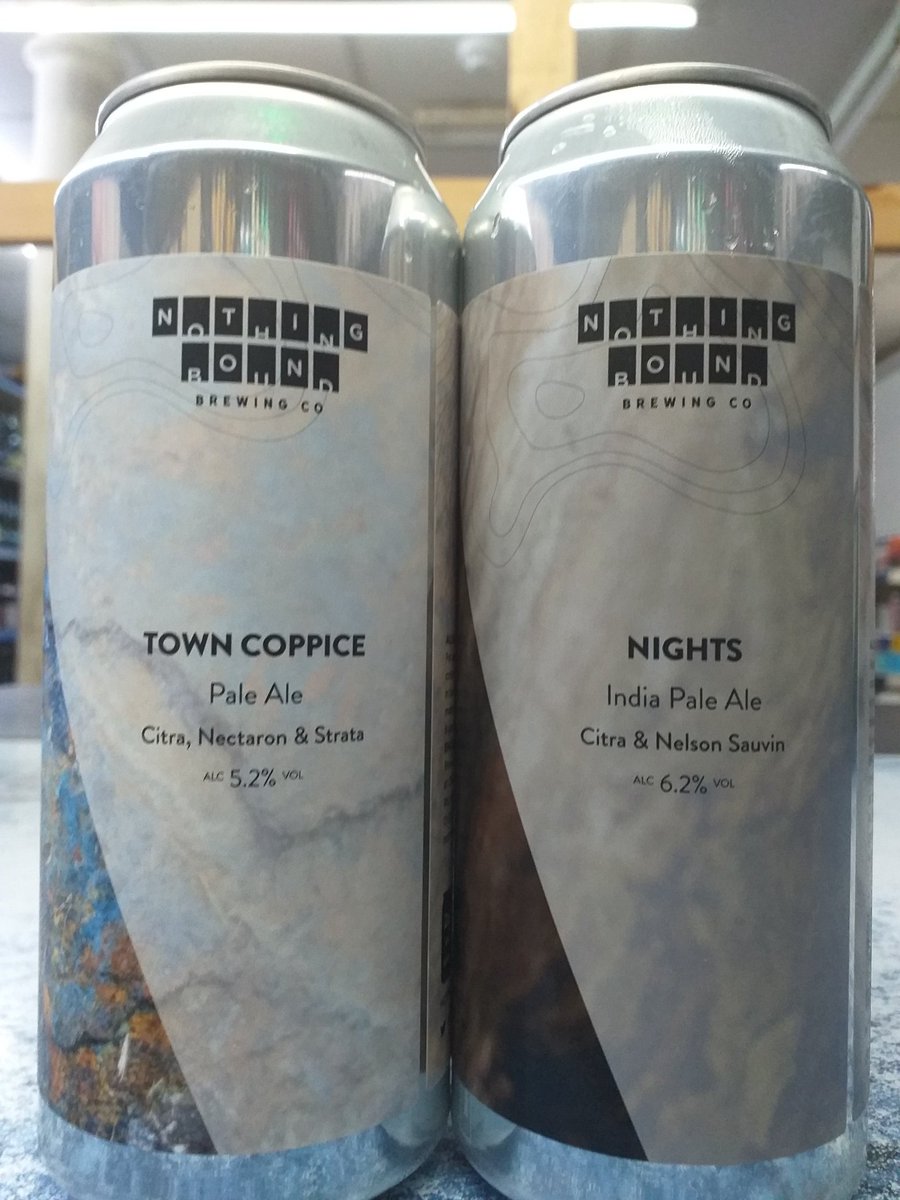 NOTHING
BOUND
BREWING CO
TOWN COPPICE
Pale Ale
Citra, Nectaron & Strata
ALC 5.2% VOL
NOTHING
BOUND
BREWING CO
NIGHTS
India Pale Ale
Citra & Nelson Sauvin
ALC 6.2% VOL